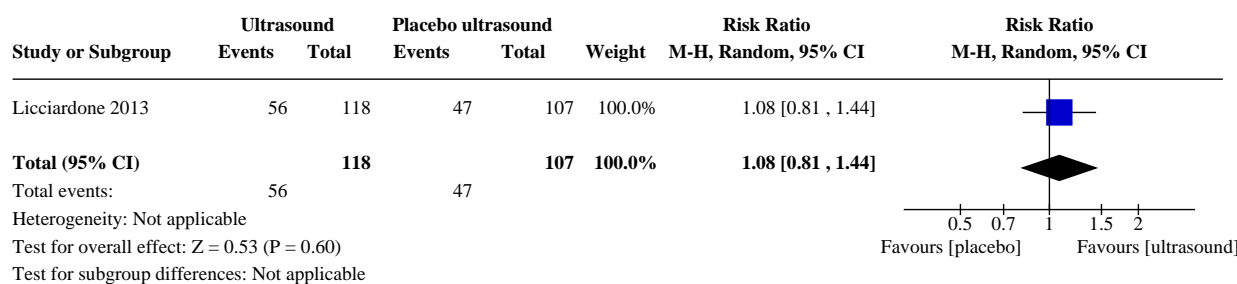 Ultrasound Placebo ultrasound Risk Ratio Risk Ratio
Study or Subgroup Events Total Events Total Weight M-H, Random, 95% CI M-H, Random, 95% CI
Licciardone 2013 56 118 47 107 100.0% 1.08 [0.81 , 1.44]
Total (95% CI) 118 107 100.0% 1.08 [0.81 , 1.44]
Total events: 56 47
Heterogeneity: Not applicable
0.5 0.7 1 1.5 2
Test for overall effect: Z = 0.53 (P = 0.60) Favours [placebo] Favours [ultrasound]
Test for subgroup differences: Not applicable